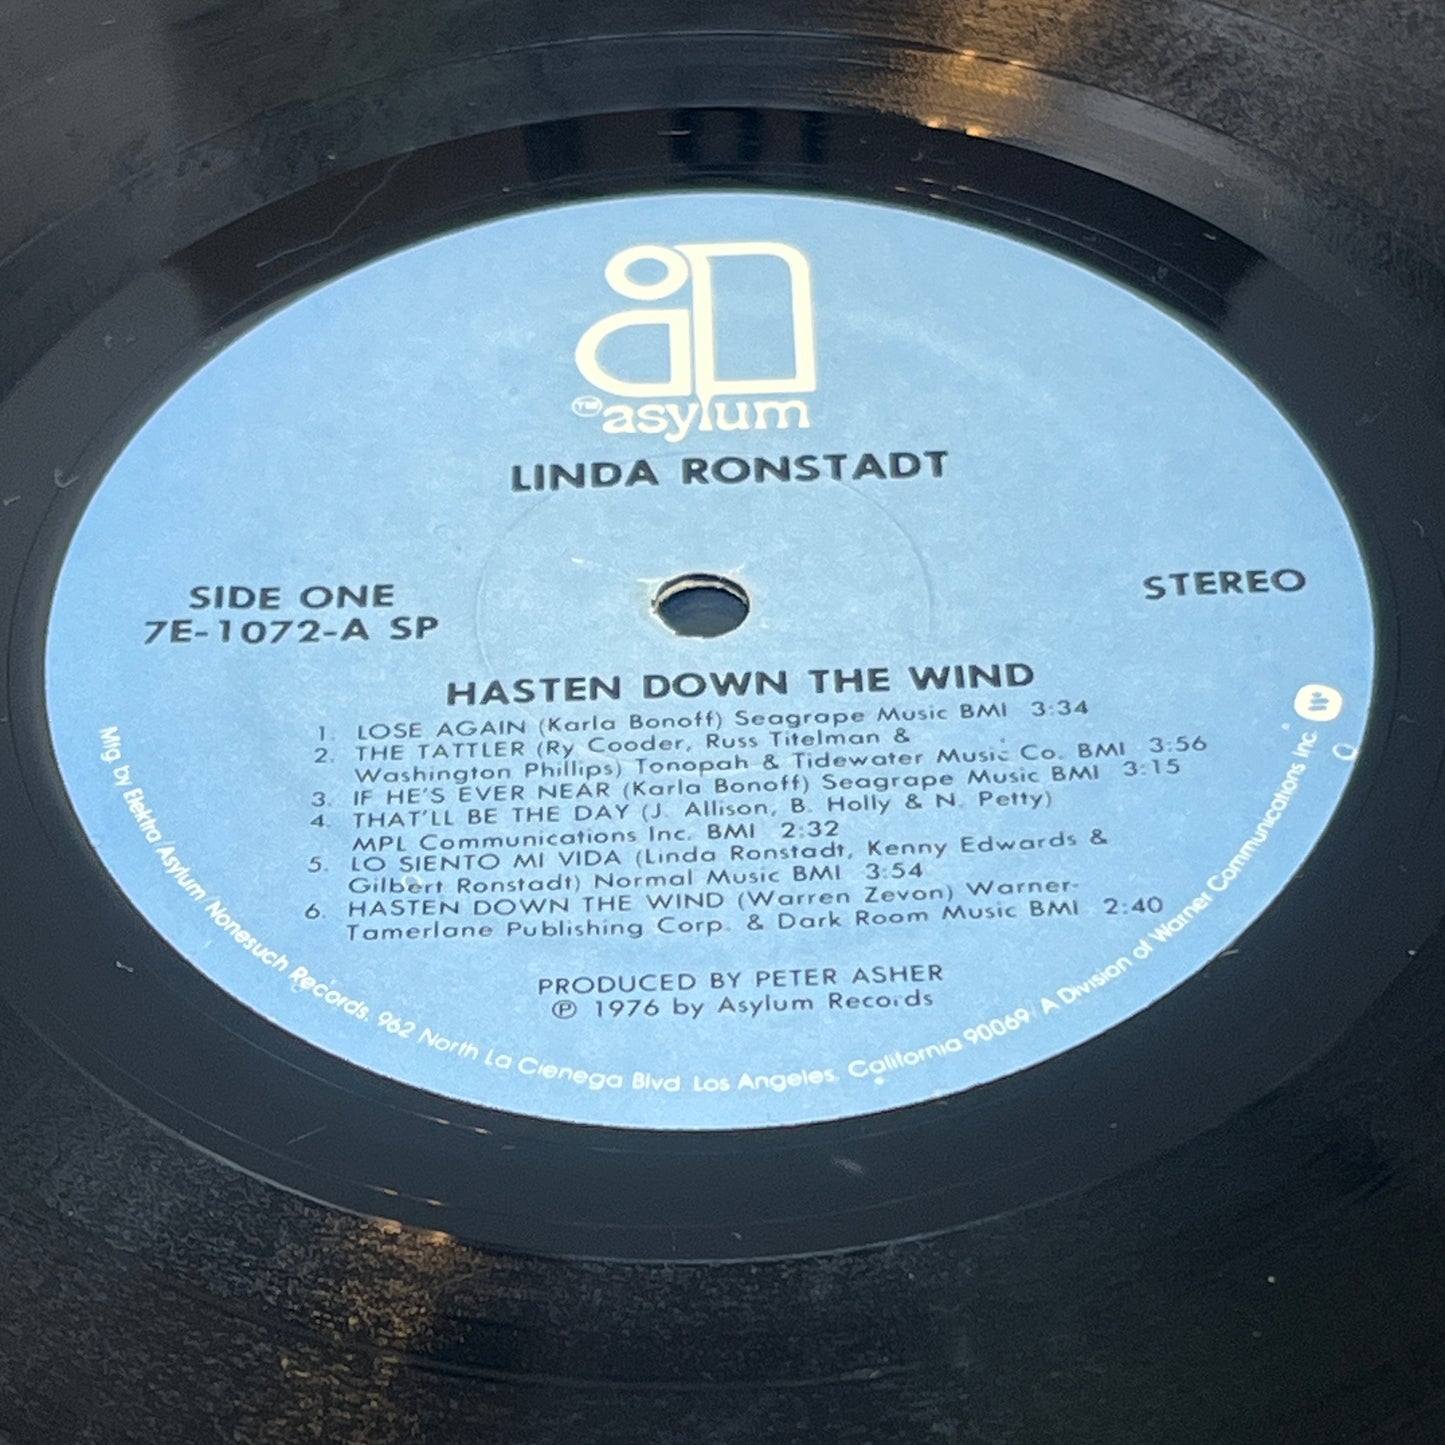 TM asylum
LINDA RONSTADT
SIDE ONE
7E-1072-A SP
STEREO
HASTEN DOWN THE WIND
1. LOSE AGAIN (Karla Bonoff) Seagrape Music BMI 3:34
2. THE TATTLER (Ry Cooder, Russ Titelman &
Washington Phillips) Tonopah & Tidewater Music Co. BMI 3:56
3. IF HE'S EVER NEAR (Karla Bonoff) Seagrape Music BMI 3:15
4. THAT'LL BE THE DAY (J. Allison, B. Holly & N. Petty)
MPL Communications Inc. BMI 2:32
5. LO SIENTO MI VIDA (Linda Ronstadt, Kenny Edwards &
Gilbert Ronstadt) Normal Music BMI 3:54
6. HASTEN DOWN THE WIND (Warren Zevon) Warner-
Tamerlane Publishing Corp. & Dark Room Music BMI 2:40
PRODUCED BY PETER ASHER
℗ 1976 by Asylum Records
Mfg. by Elektra/Asylum/Nonesuch Records, 962 North La Cienega Blvd. Los Angeles, California 90069/A Division of Warner Communications Inc.